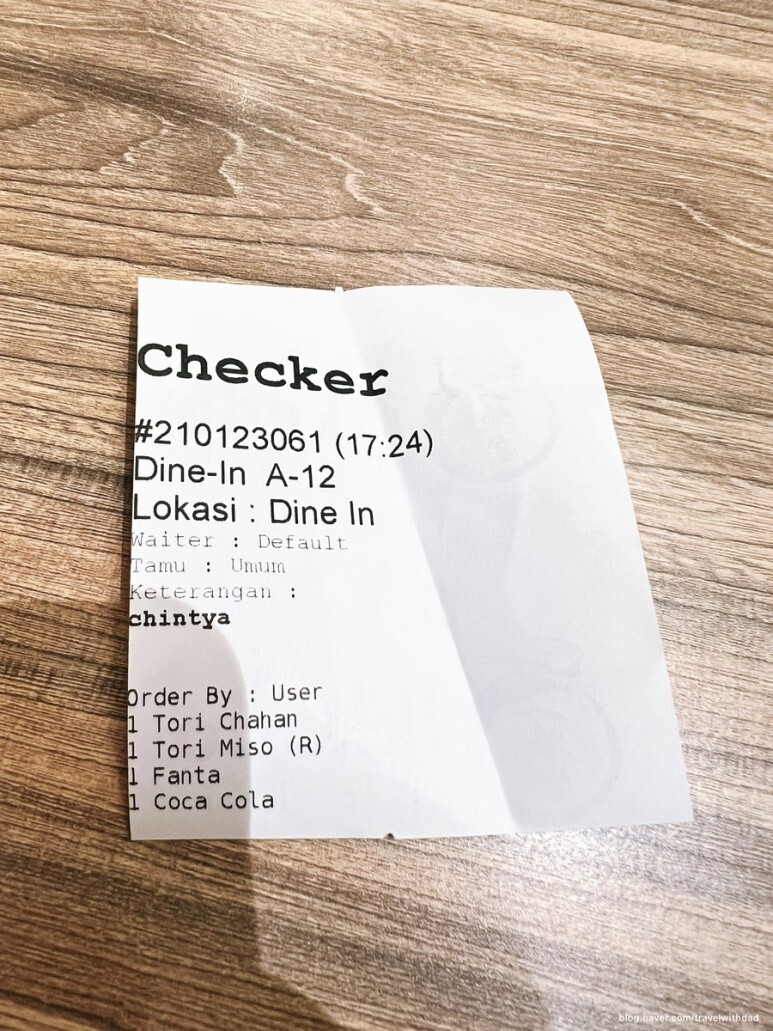 Checker
#210123061 (17:24)
Dine-In A-12
Lokasi : Dine In
Waiter : Default
Tamu : Umum
Keterangan :
chintya
Order By : User
1 Tori Chahan
1 Tori Miso (R)
1 Fanta
1 Coca Cola
blog.naver.com/travelwithdad